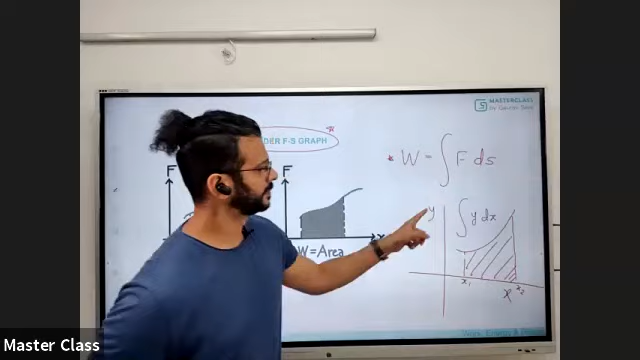 MASTERCLASS
DER F-S GRAPH
* W = ∫ F ds
F
F
y
∫ y dx
W=Area
x
x₁
x
x₂
Master Class